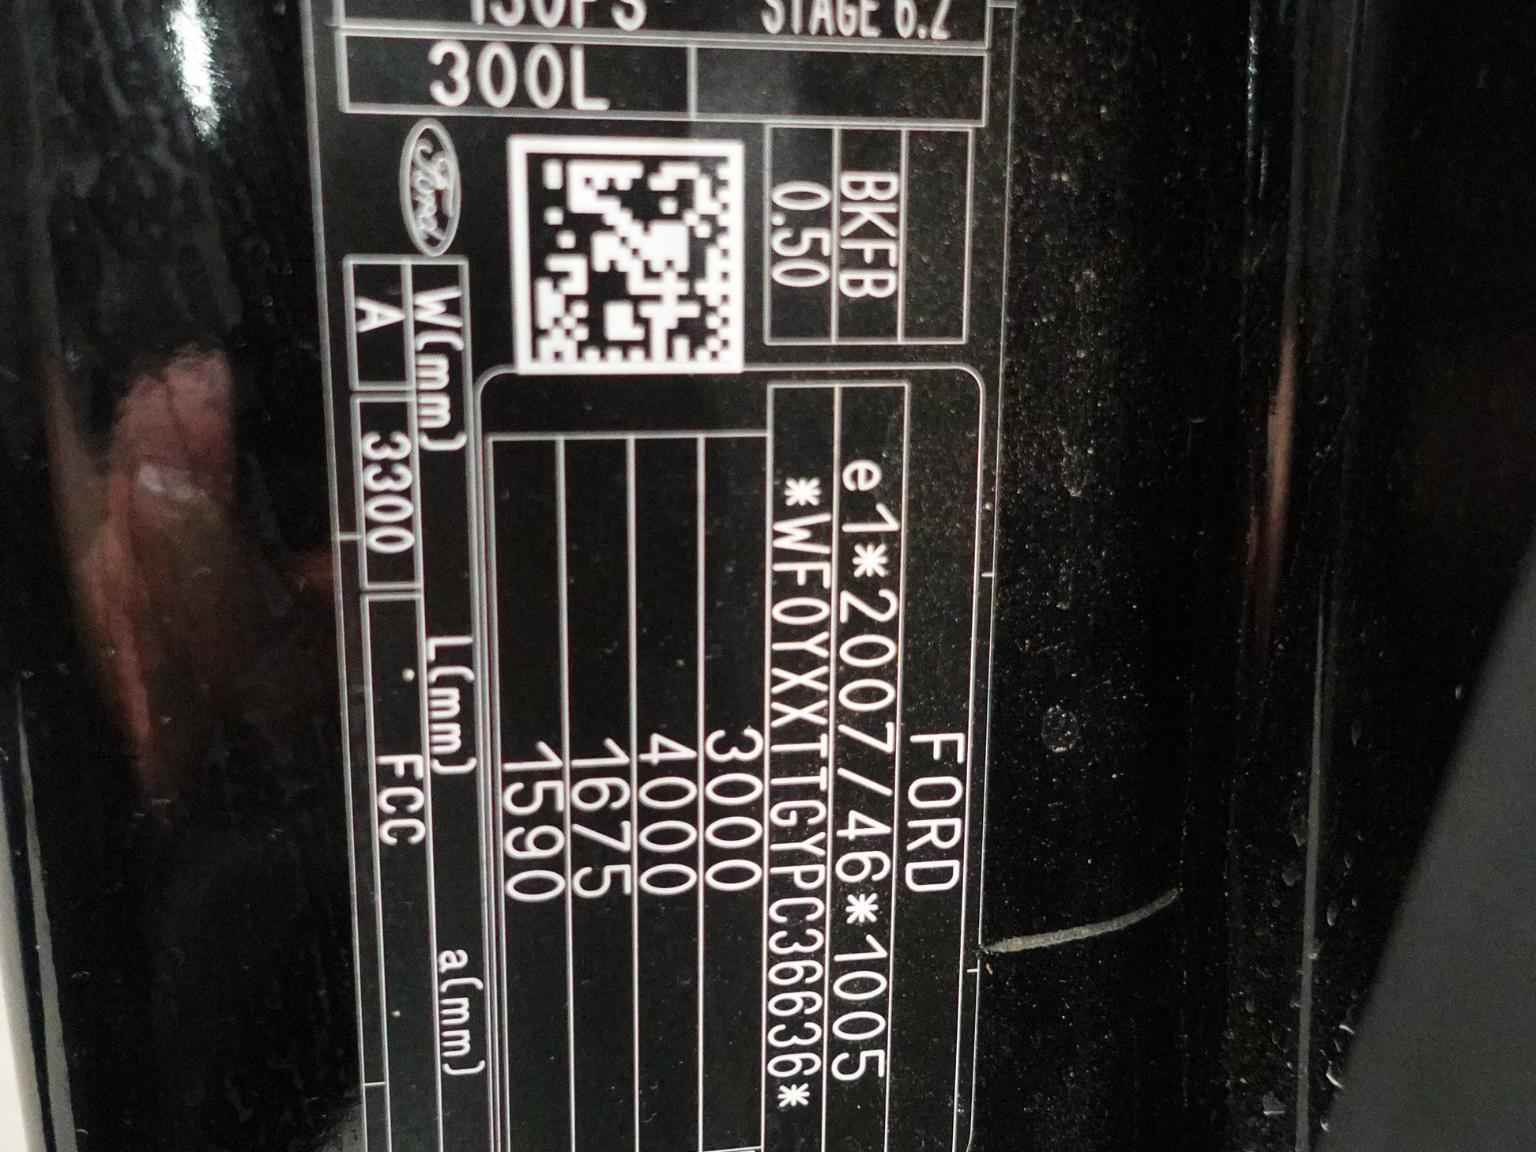 FORD
e1*2007/46*1005
*WF0YXXTTGYPC36636*
3000
4000
1675
1590
BKFB
0.50
Ford
W(mm) L(mm) a(mm)
A 3300 FCC
130PS STAGE 6.2
300L